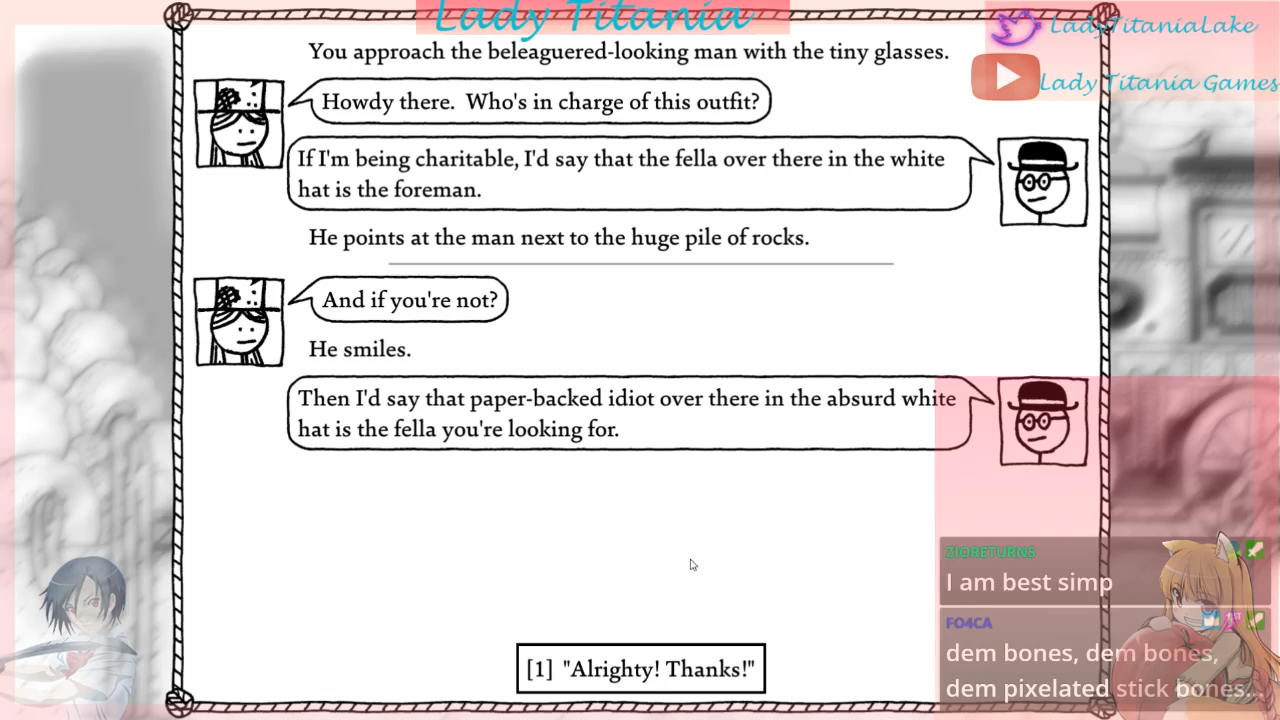 Lady Titania
LadyTitaniaLake
Lady Titania Games
You approach the beleaguered-looking man with the tiny glasses.
Howdy there.  Who's in charge of this outfit?
If I'm being charitable, I'd say that the fella over there in the white
hat is the foreman.
He points at the man next to the huge pile of rocks.
And if you're not?
He smiles.
Then I'd say that paper-backed idiot over there in the absurd white
hat is the fella you're looking for.
[1] "Alrighty! Thanks!"
ZIORETURNS
I am best simp
FO4CA
dem bones, dem bones,
dem pixelated stick bones...